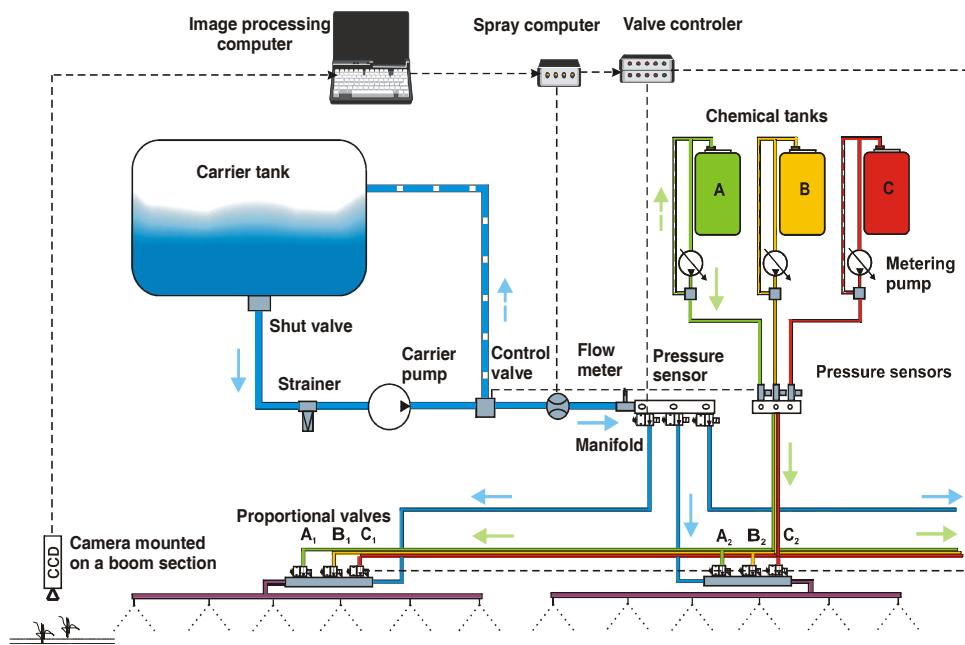 Image processing
computer
Spray computer
Valve controler
Chemical tanks
Carrier tank
A
B
C
Metering
pump
Shut valve
Strainer
Carrier
pump
Control
valve
Flow
meter
Pressure
sensor
Pressure sensors
Manifold
Proportional valves
A₁ B₁ C₁
A₂ B₂ C₂
CCD
Camera mounted
on a boom section